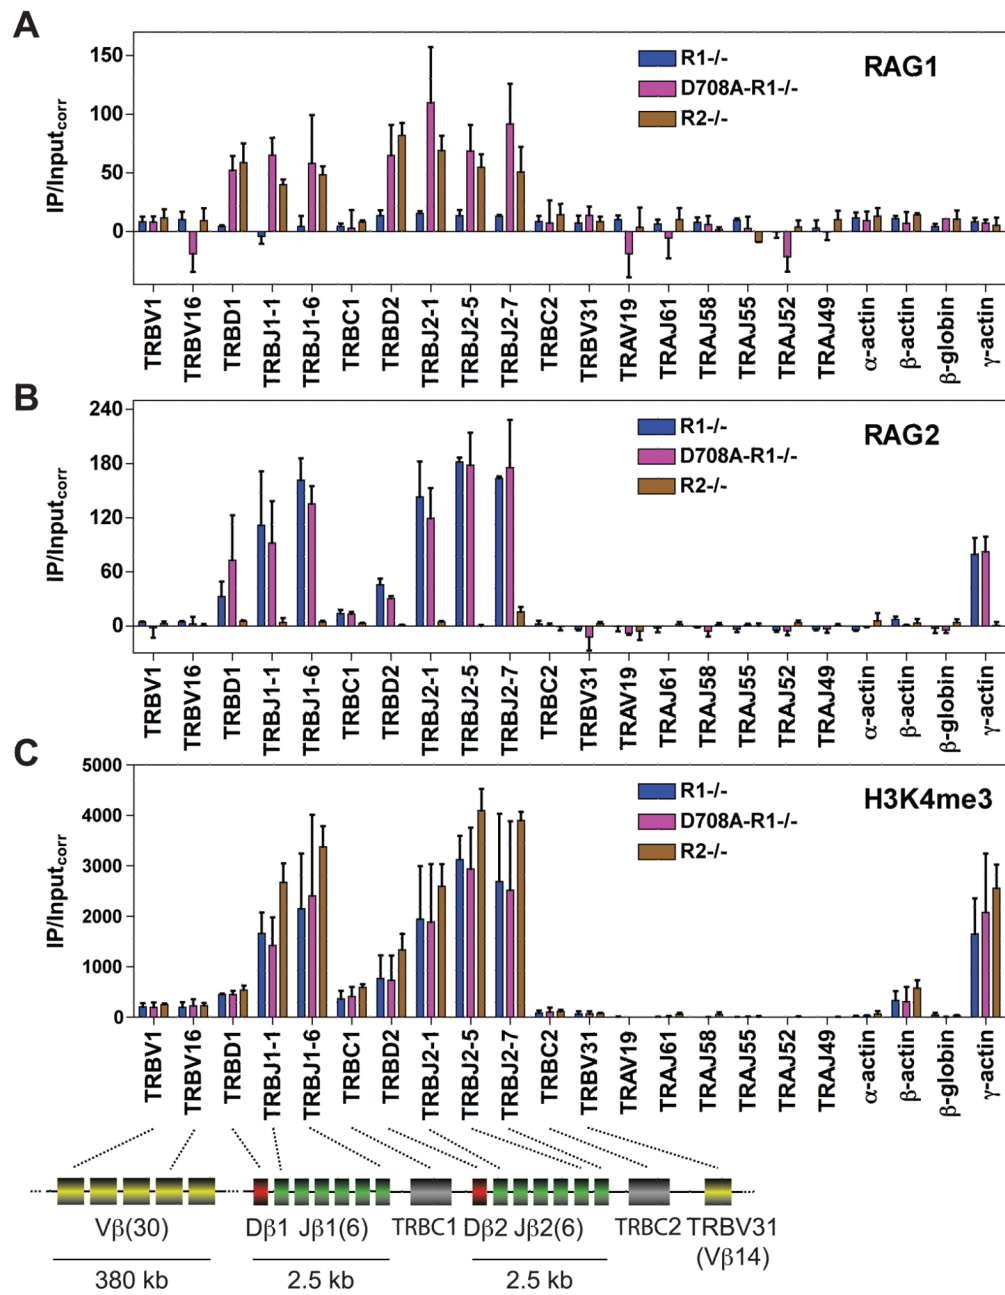 A
RAG1
R1-/-
D708A-R1-/-
R2-/-
IP/Inputcorr
150
100
50
0
TRBV1
TRBV16
TRBD1
TRBJ1-1
TRBJ1-6
TRBC1
TRBD2
TRBJ2-1
TRBJ2-5
TRBJ2-7
TRBC2
TRBV31
TRAV19
TRAJ61
TRAJ58
TRAJ55
TRAJ52
TRAJ49
α-actin
β-actin
β-globin
γ-actin
B
RAG2
R1-/-
D708A-R1-/-
R2-/-
IP/Inputcorr
240
180
120
60
0
TRBV1
TRBV16
TRBD1
TRBJ1-1
TRBJ1-6
TRBC1
TRBD2
TRBJ2-1
TRBJ2-5
TRBJ2-7
TRBC2
TRBV31
TRAV19
TRAJ61
TRAJ58
TRAJ55
TRAJ52
TRAJ49
α-actin
β-actin
β-globin
γ-actin
C
H3K4me3
R1-/-
D708A-R1-/-
R2-/-
IP/Inputcorr
5000
4000
3000
2000
1000
0
TRBV1
TRBV16
TRBD1
TRBJ1-1
TRBJ1-6
TRBC1
TRBD2
TRBJ2-1
TRBJ2-5
TRBJ2-7
TRBC2
TRBV31
TRAV19
TRAJ61
TRAJ58
TRAJ55
TRAJ52
TRAJ49
α-actin
β-actin
β-globin
γ-actin
Vβ(30) Dβ1 Jβ1(6) TRBC1 Dβ2 Jβ2(6) TRBC2 TRBV31
(Vβ14)
380 kb 2.5 kb 2.5 kb